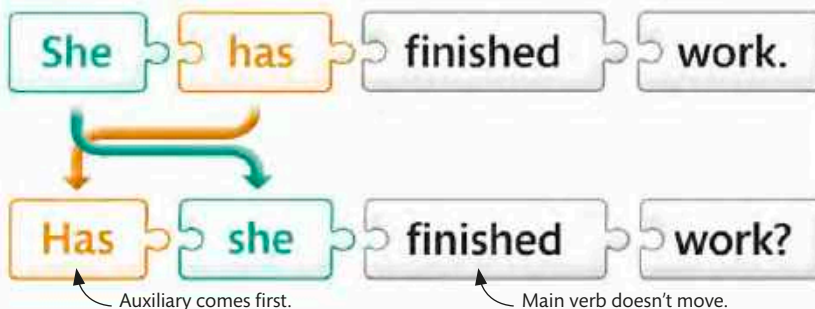 She has finished work.
Has she finished work?
Auxiliary comes first. Main verb doesn't move.